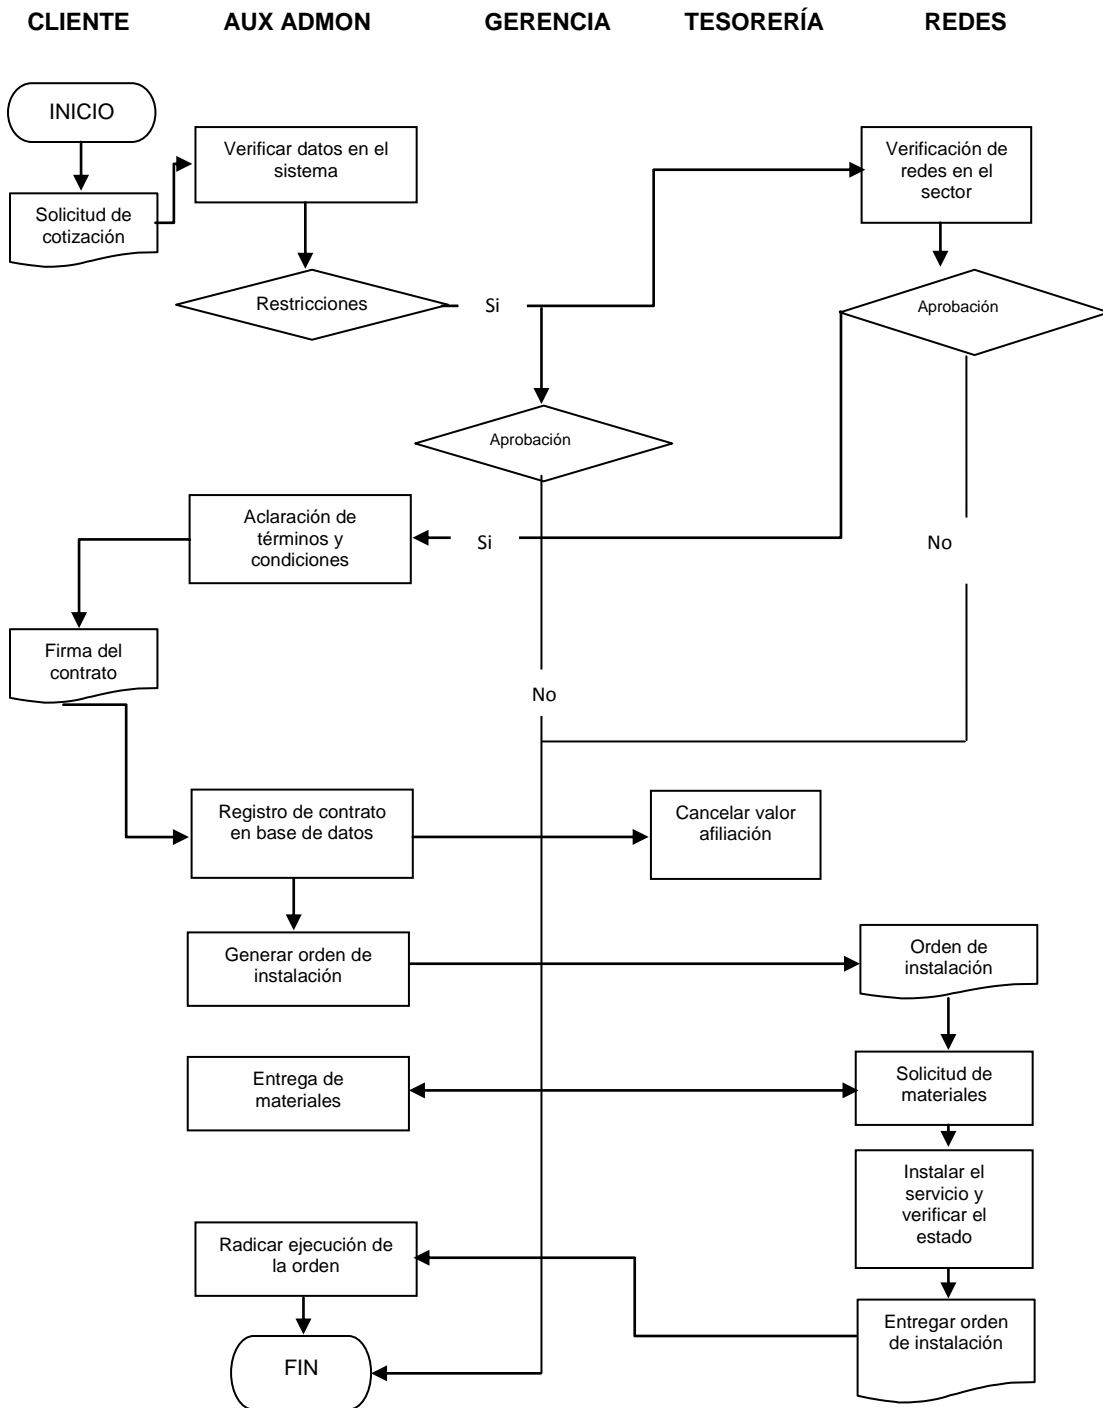 CLIENTE AUX ADMON GERENCIA TESORERÍA REDES
INICIO
Verificar datos en el
sistema
Verificación de
redes en el
sector
Solicitud de
cotización
Restricciones
Si
Aprobación
Aprobación
Aclaración de
términos y
condiciones
Si
No
Firma del
contrato
No
Registro de contrato
en base de datos
Cancelar valor
afiliación
Generar orden de
instalación
Orden de
instalación
Entrega de
materiales
Solicitud de
materiales
Instalar el
servicio y
verificar el
estado
Radicar ejecución de
la orden
Entregar orden
de instalación
FIN